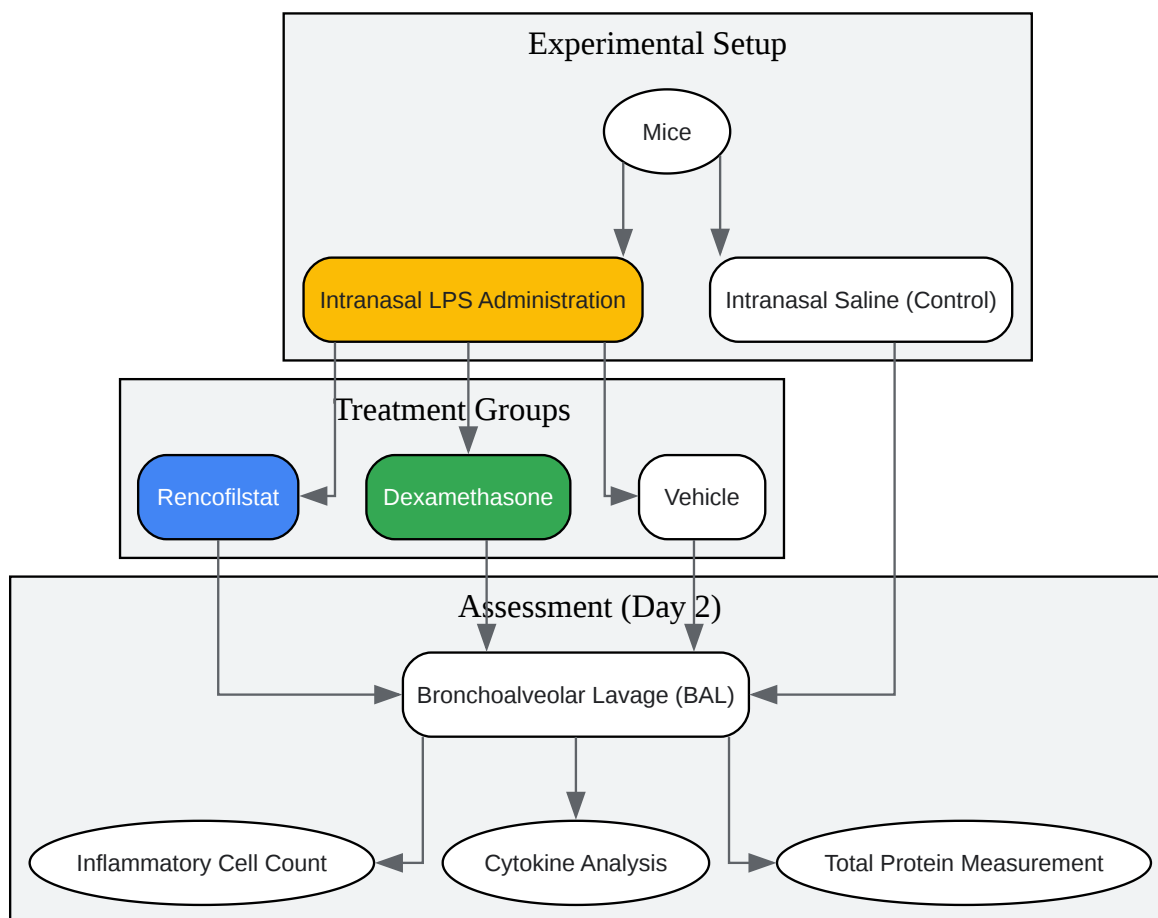 Experimental Setup
Mice
Intranasal LPS Administration
Intranasal Saline (Control)
Treatment Groups
Rencofilstat
Dexamethasone
Vehicle
Assessment (Day 2)
Bronchoalveolar Lavage (BAL)
Inflammatory Cell Count
Cytokine Analysis
Total Protein Measurement